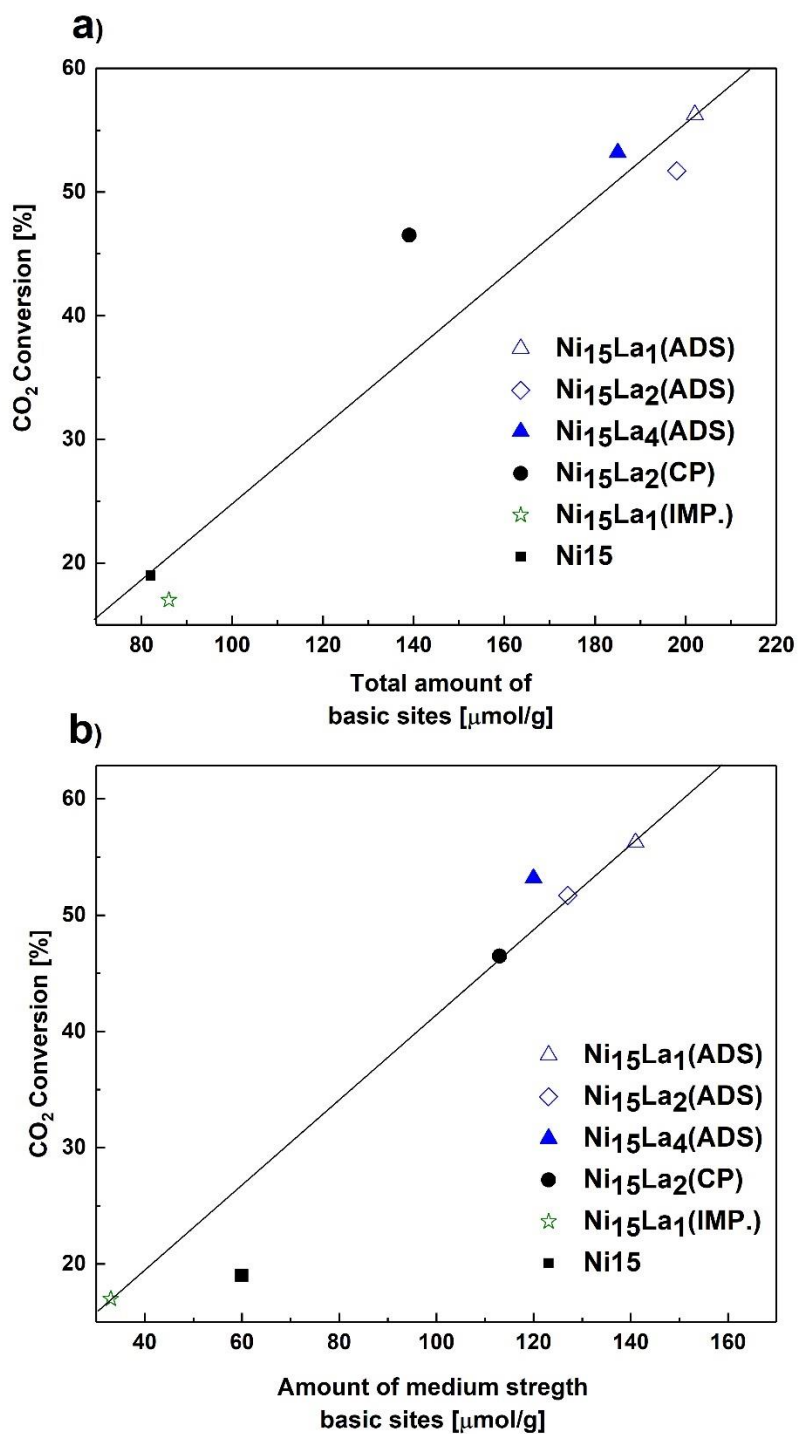 a)
60
50
40
30
20
CO2 Conversion [%]
Ni15La1(ADS)
Ni15La2(ADS)
Ni15La4(ADS)
Ni15La2(CP)
Ni15La1(IMP.)
Ni15
80 100 120 140 160 180 200 220
Total amount of
basic sites [μmol/g]
b)
60
50
40
30
20
CO2 Conversion [%]
Ni15La1(ADS)
Ni15La2(ADS)
Ni15La4(ADS)
Ni15La2(CP)
Ni15La1(IMP.)
Ni15
40 60 80 100 120 140 160
Amount of medium stregth
basic sites [μmol/g]